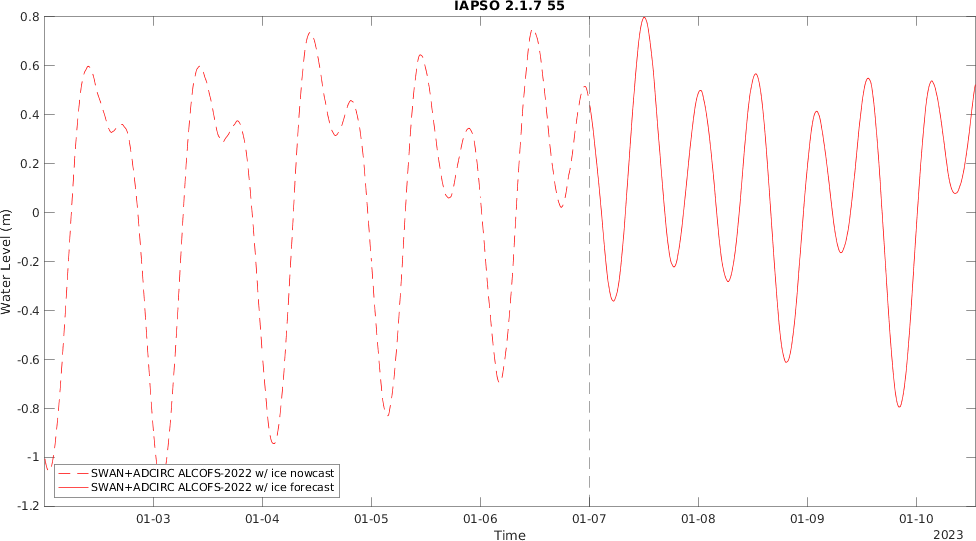 IAPSO 2.1.7 55
0.8
0.6
0.4
0.2
0
-0.2
-0.4
-0.6
-0.8
-1
-1.2
Water Level (m)
SWAN+ADCIRC ALCOFS-2022 w/ ice nowcast
SWAN+ADCIRC ALCOFS-2022 w/ ice forecast
01-03 01-04 01-05 01-06 01-07 01-08 01-09 01-10
Time
2023